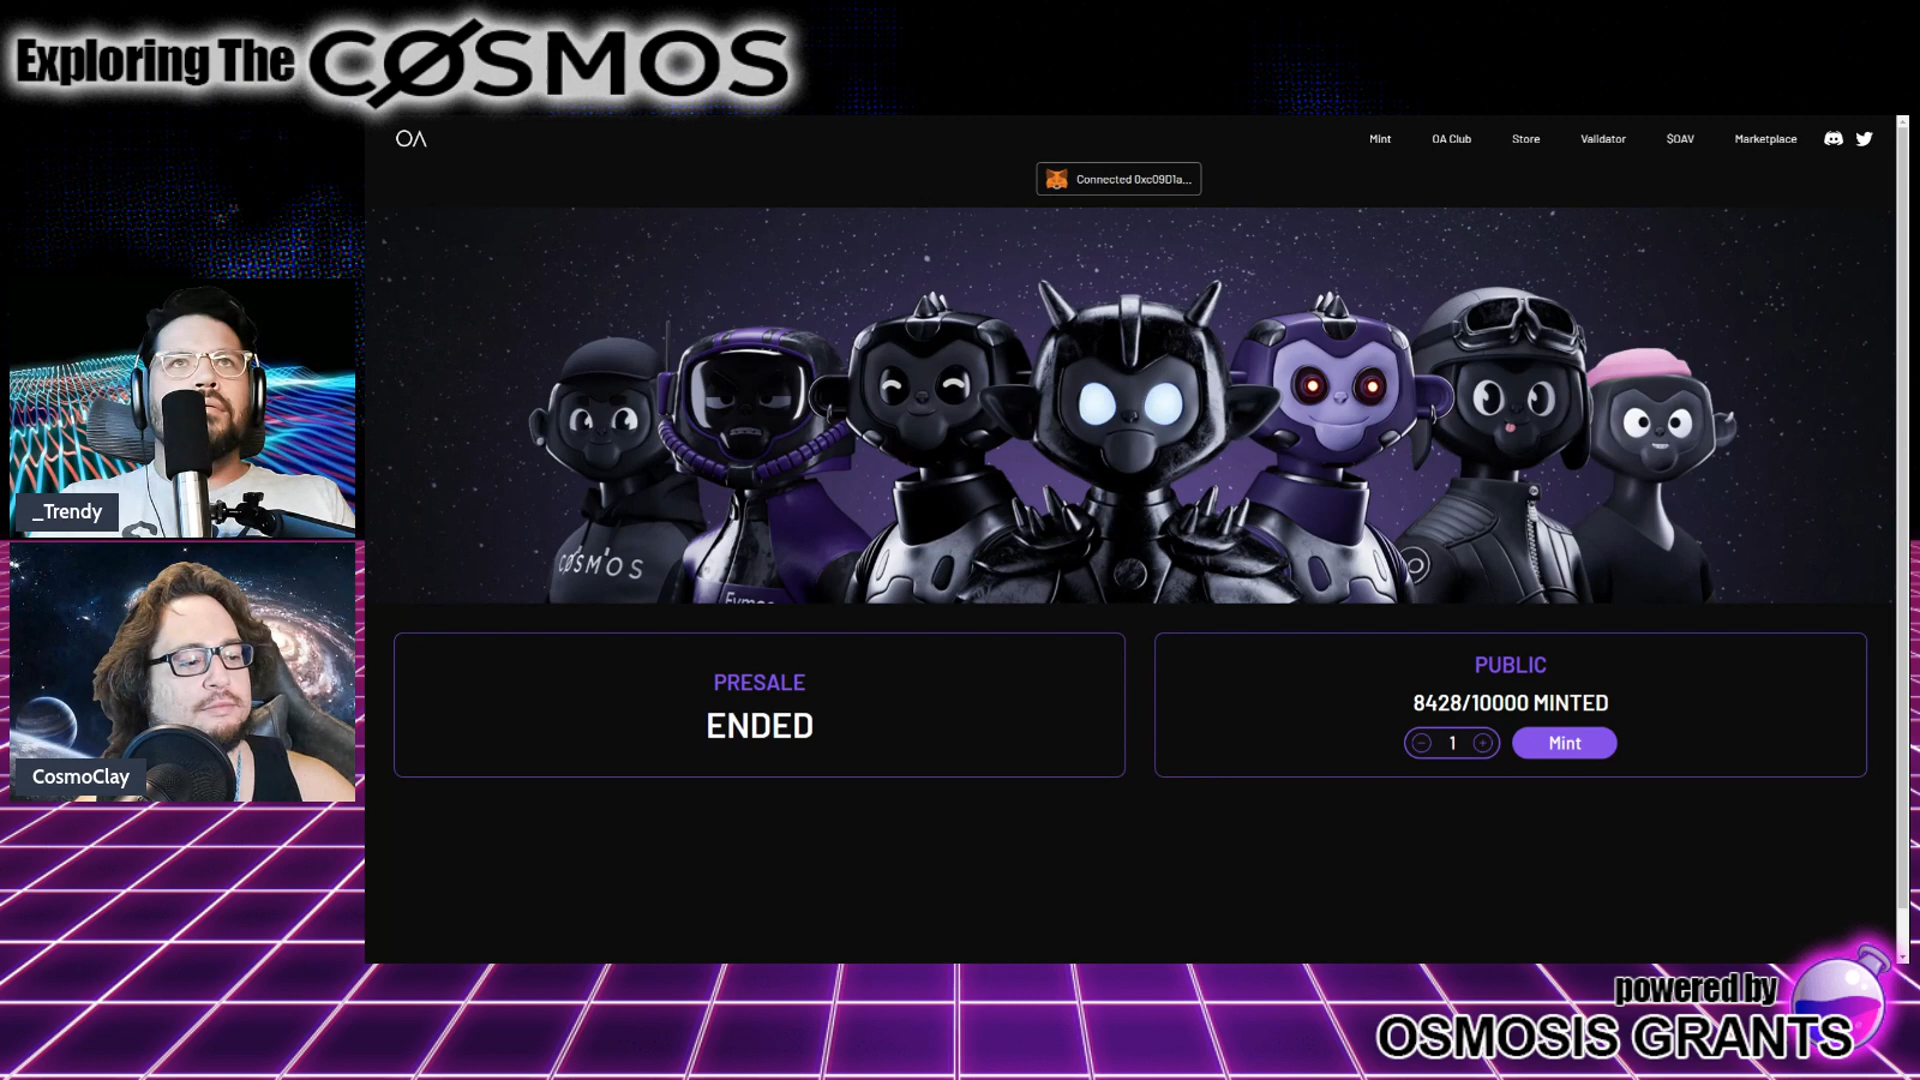 Exploring The CØSMOS
OA
Mint
OA Club
Store
Validator
$OAV
Marketplace
Connected 0xc09D1a...
_Trendy
CØSMOS
PRESALE
ENDED
PUBLIC
8428/10000 MINTED
1
Mint
CosmoClay
powered by
OSMOSIS GRANTS